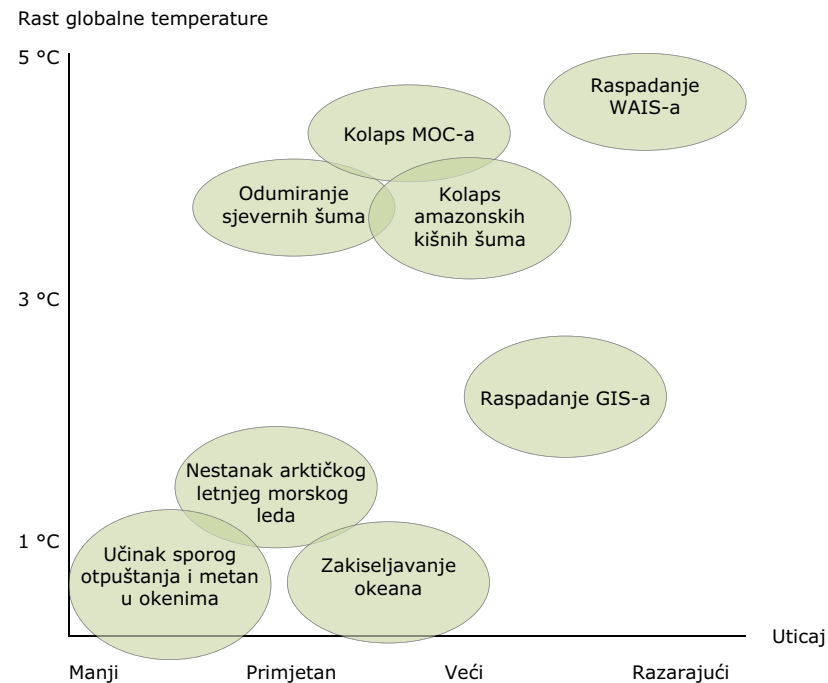 Rast globalne temperature
5 °C
Raspadanje
WAIS-a
Kolaps MOC-a
Odumiranje
sjevernih šuma
Kolaps
amazonskih
kišnih šuma
3 °C
Raspadanje GIS-a
Nestanak arktičkog
letnjeg morskog
leda
1 °C
Učinak sporog
otpuštanja i metan
u okenima
Zakiseljavanje
okeana
Uticaj
Manji
Primjetan
Veći
Razarajući